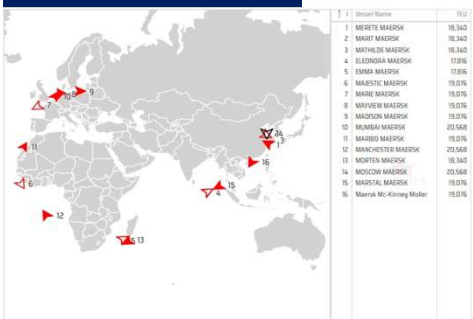 Vessel Name TEU
1 MERETE MAERSK 18,340
2 MARIT MAERSK 18,340
3 MATHILDE MAERSK 18,340
4 ELEONORA MAERSK 17,816
5 EMMA MAERSK 17,816
6 MAJESTIC MAERSK 19,076
7 MARIE MAERSK 19,076
8 MAYVIEW MAERSK 19,076
9 MADISON MAERSK 19,076
10 MUMBAI MAERSK 20,568
11 MARIBO MAERSK 19,076
12 MANCHESTER MAERSK 20,568
13 MORTEN MAERSK 18,340
14 MOSCOW MAERSK 20,568
15 MARSTAL MAERSK 19,076
16 Maersk Mc-Kinney Moller 19,076
10
8
9
7
3
1
11
16
6
15
4
12
5
13